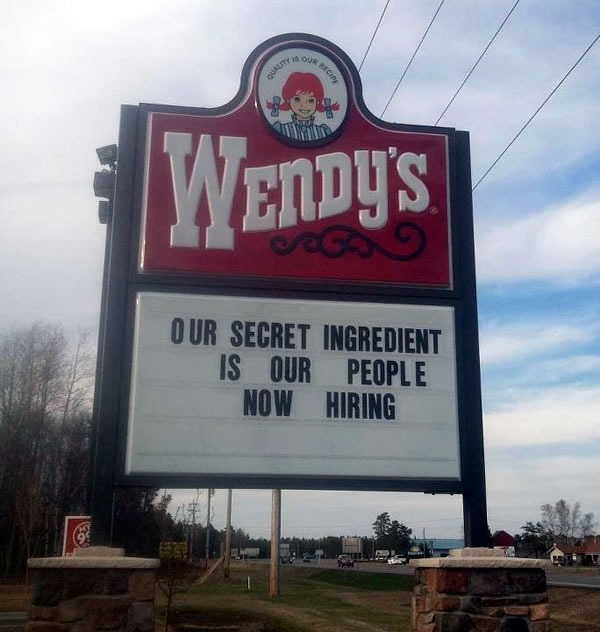 QUALITY IS OUR RECIPE
WENDY'S
OUR SECRET INGREDIENT
IS OUR PEOPLE
NOW HIRING